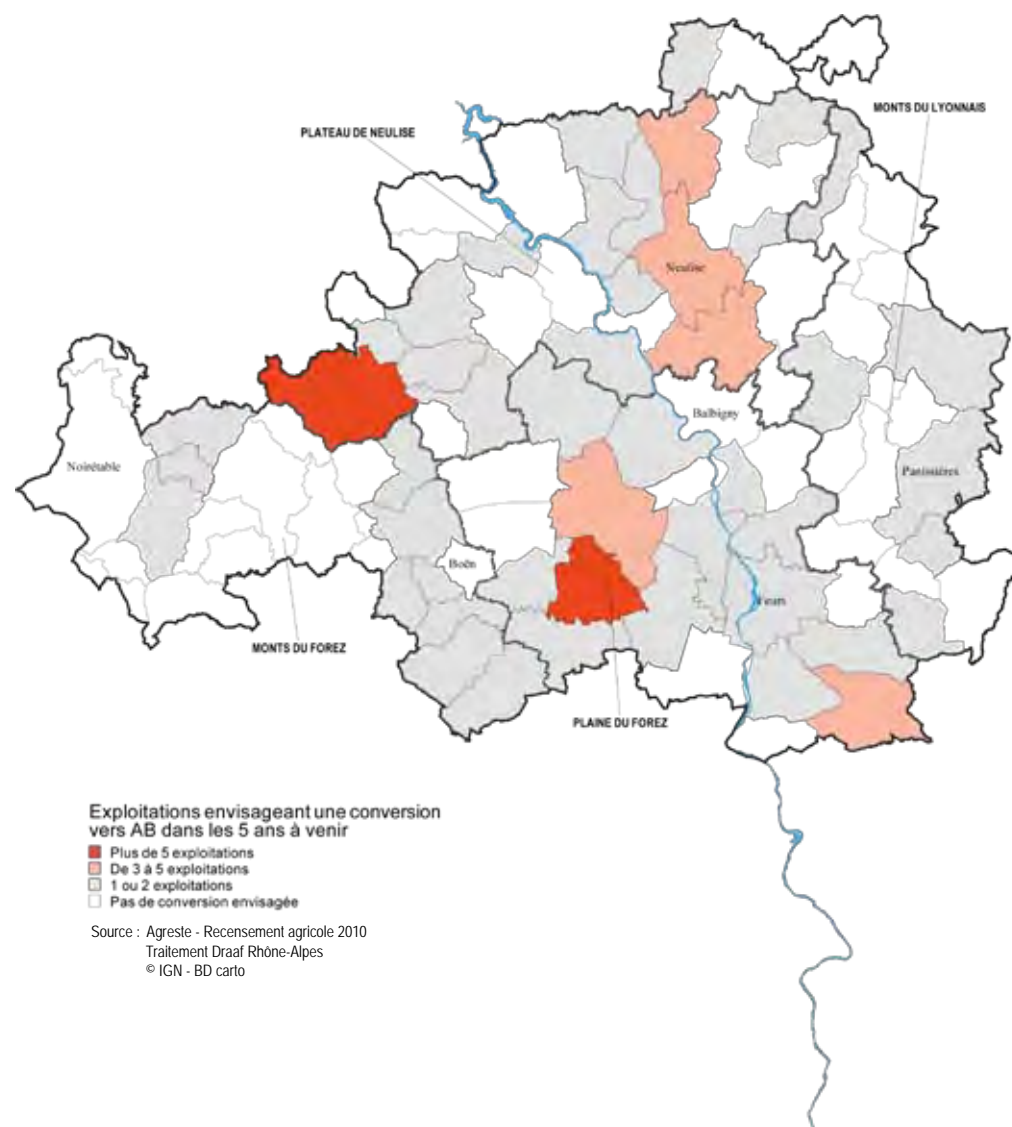 MONTS DU LYONNAIS
PLATEAU DE NEULISE
Neulise
Balbigny
Noirétable
Panissières
Boën
Feurs
MONTS DU FOREZ
PLAINE DU FOREZ
Exploitations envisageant une conversion
vers AB dans les 5 ans à venir
Plus de 5 exploitations
De 3 à 5 exploitations
1 ou 2 exploitations
Pas de conversion envisagée
Source : Agreste - Recensement agricole 2010
Traitement Draaf Rhône-Alpes
© IGN - BD carto